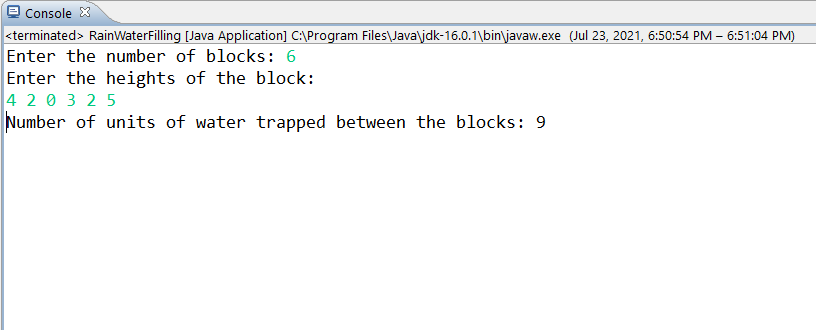 Console
<terminated> RainWaterFilling [Java Application] C:\Program Files\Java\jdk-16.0.1\bin\javaw.exe (Jul 23, 2021, 6:50:54 PM – 6:51:04 PM)
Enter the number of blocks: 6
Enter the heights of the block:
4 2 0 3 2 5
Number of units of water trapped between the blocks: 9